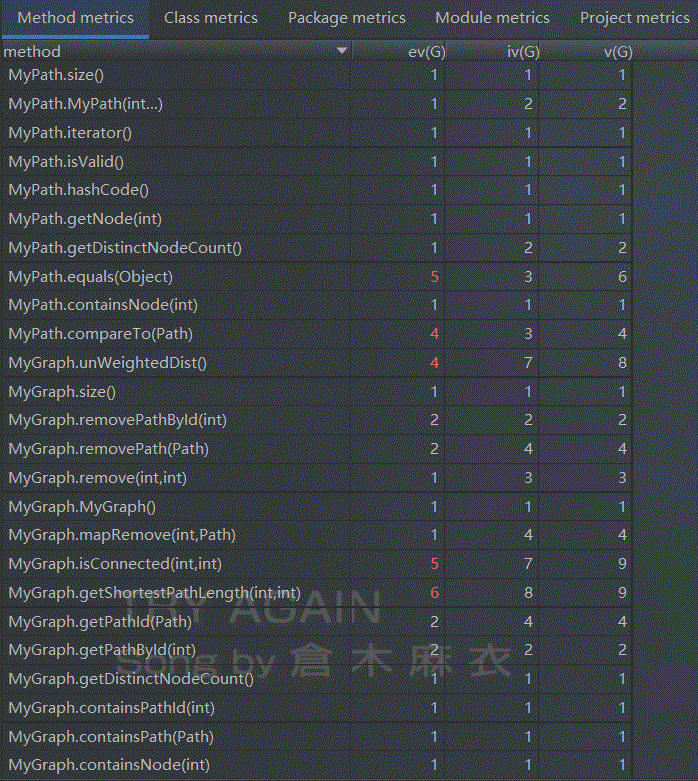 Method metrics Class metrics Package metrics Module metrics Project metrics
method ev(G) iv(G) v(G)
MyPath.size() 1 1 1
MyPath.MyPath(int...) 1 2 2
MyPath.iterator() 1 1 1
MyPath.isValid() 1 1 1
MyPath.hashCode() 1 1 1
MyPath.getNode(int) 1 1 1
MyPath.getDistinctNodeCount() 1 2 2
MyPath.equals(Object) 5 3 6
MyPath.containsNode(int) 1 1 1
MyPath.compareTo(Path) 4 3 4
MyGraph.unWeightedDist() 4 7 8
MyGraph.size() 1 1 1
MyGraph.removePathById(int) 2 2 2
MyGraph.removePath(Path) 2 4 4
MyGraph.remove(int,int) 1 3 3
MyGraph.MyGraph() 1 1 1
MyGraph.mapRemove(int,Path) 1 4 4
MyGraph.isConnected(int,int) 5 7 9
MyGraph.getShortestPathLength(int,int) 6 8 9
TRY AGAIN
MyGraph.getPathId(Path) 2 4 4
MyGraph.getPathById(int) 2 2 2
Song by 倉木麻衣
MyGraph.getDistinctNodeCount() 1 1 1
MyGraph.containsPathId(int) 1 1 1
MyGraph.containsPath(Path) 1 1 1
MyGraph.containsNode(int) 1 1 1